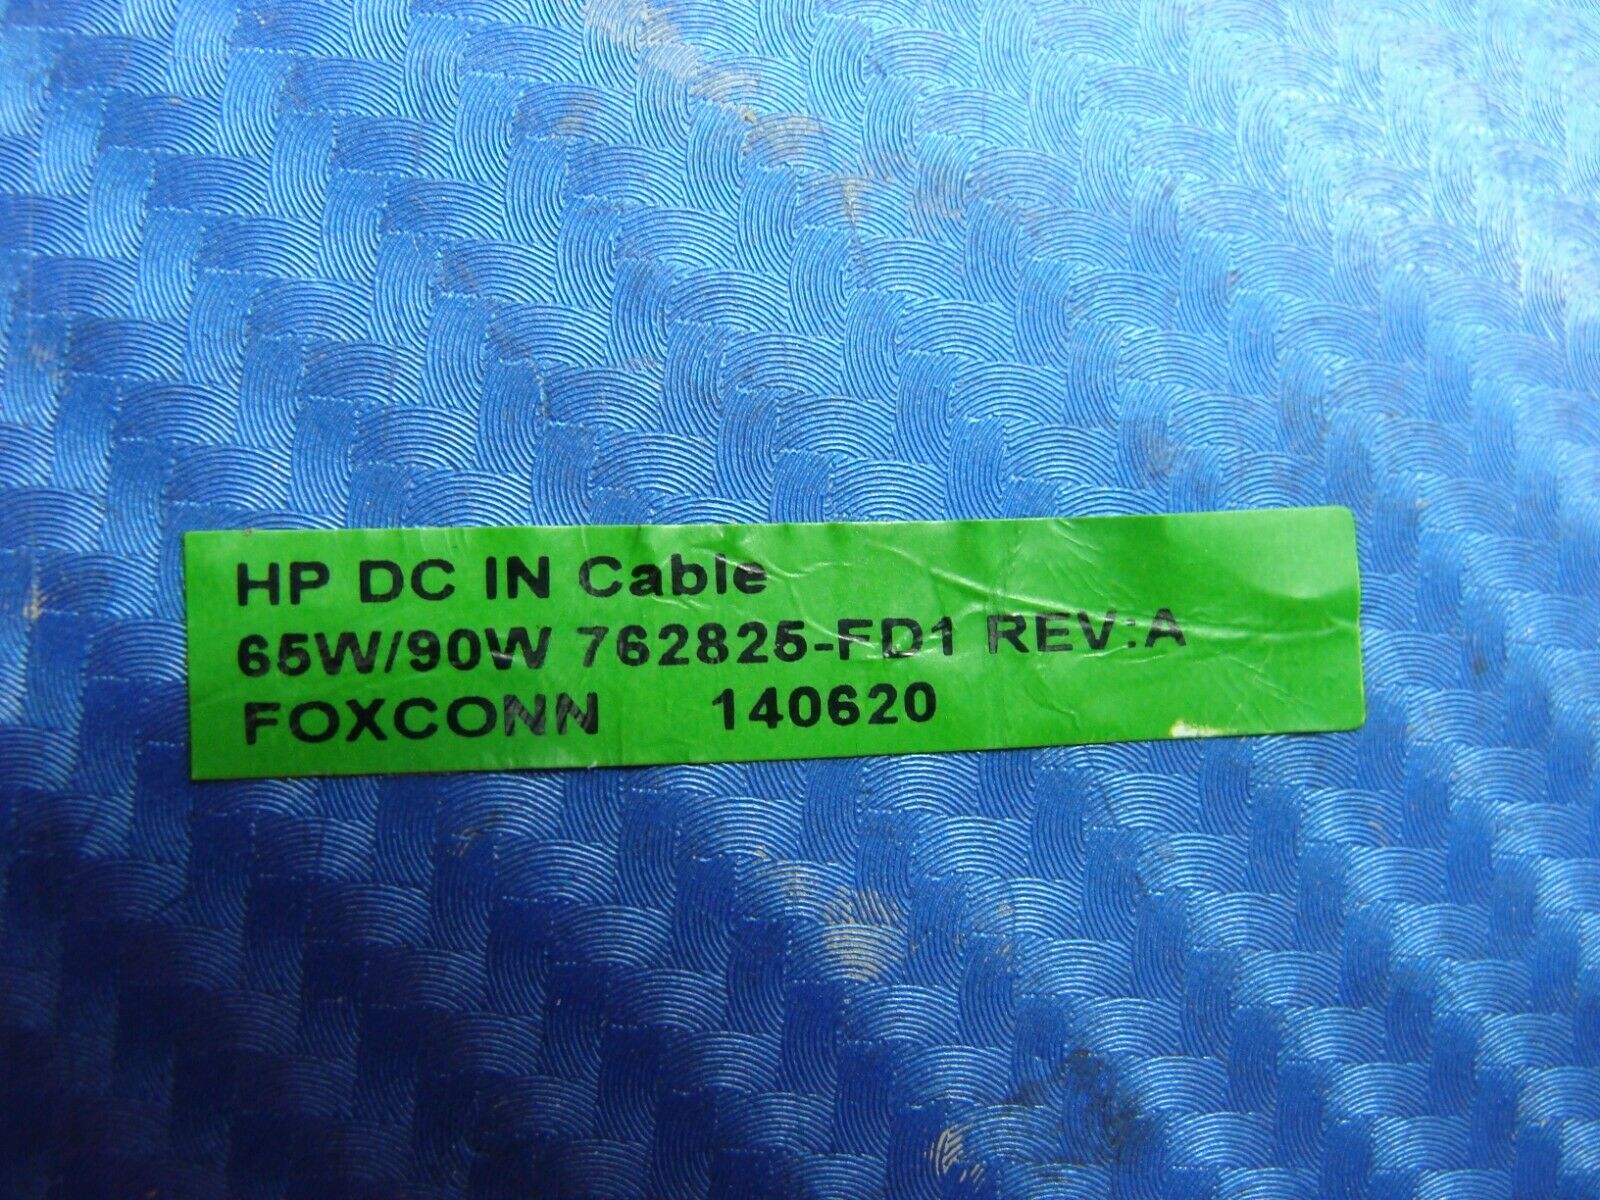 HP DC IN Cable
65W/90W 762825-FD1 REV:A
FOXCONN 140620